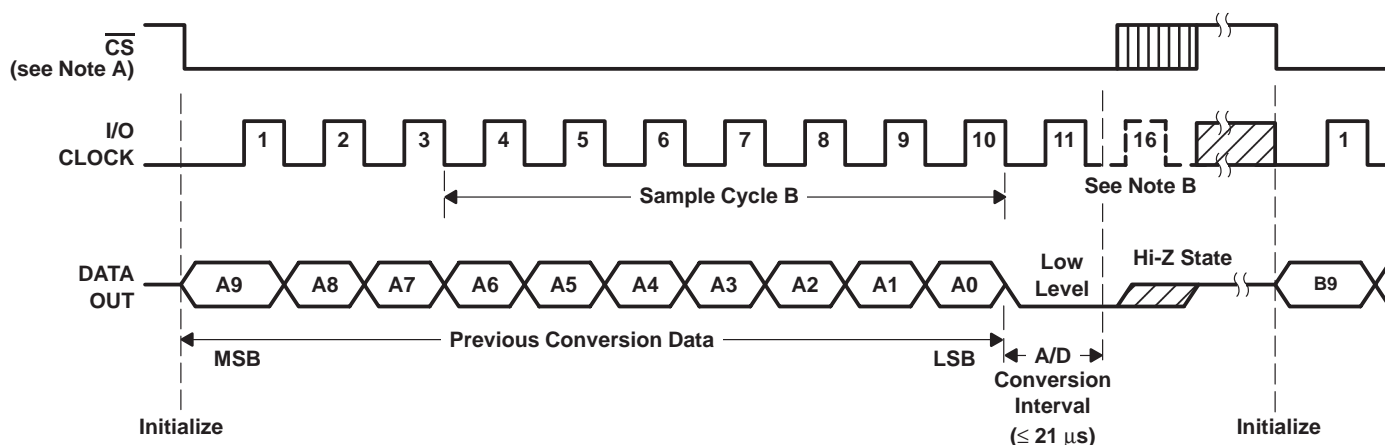 CS
(see Note A)
I/O
CLOCK
1 2 3 4 5 6 7 8 9 10 11 16 1
See Note B
Sample Cycle B
DATA
OUT
A9 A8 A7 A6 A5 A4 A3 A2 A1 A0
Low
Level
Hi-Z State
B9
Previous Conversion Data
MSB
LSB
A/D
Conversion
Interval
(≤ 21 μs)
Initialize
Initialize